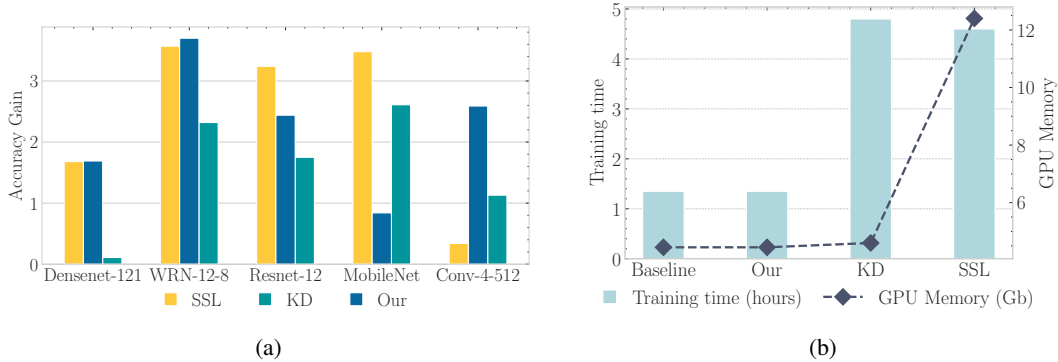 Accuracy Gain
3
2
1
0
Densenet-121 WRN-12-8 Resnet-12 MobileNet Conv-4-512
SSL KD Our
(a)
Training time
5
4
3
2
1
0
GPU Memory
12
10
8
6
Baseline Our KD SSL
Training time (hours) GPU Memory (Gb)
(b)